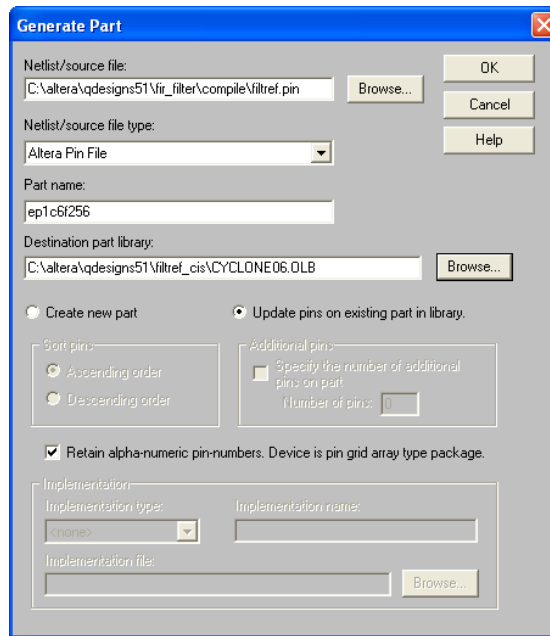 Generate Part
Netlist/source file:
C:\altera\qdesigns51\fir_filter\compile\filtref.pin
Browse...
OK
Cancel
Help
Netlist/source file type:
Altera Pin File
Part name:
ep1c6f256
Destination part library:
C:\altera\qdesigns51\filtref_cis\CYCLONE06.OLB
Browse...
Create new part
Update pins on existing part in library.
Sort pins
Ascending order
Descending order
Additional pins
Specify the number of additional
pins on part
Number of pins: 0
Retain alpha-numeric pin-numbers. Device is pin grid array type package.
Implementation
Implementation type:
<none>
Implementation name:
Implementation file:
Browse...